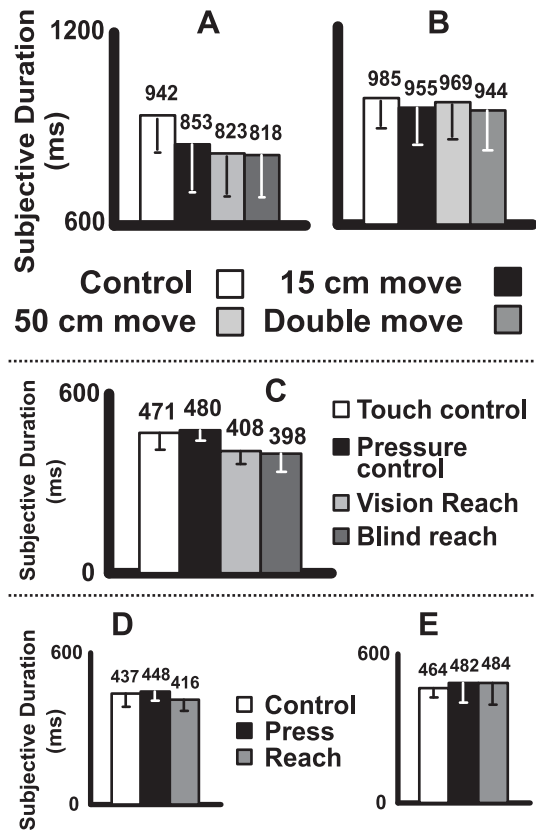 A
B
1200
600
Subjective Duration
(ms)
942
853
823
818
985
955
969
944
Control
15 cm move
50 cm move
Double move
C
600
0
Subjective Duration
(ms)
471
480
408
398
Touch control
Pressure
control
Vision Reach
Blind reach
D
E
600
0
Subjective Duration
(ms)
437
448
416
Control
Press
Reach
600
0
464
482
484